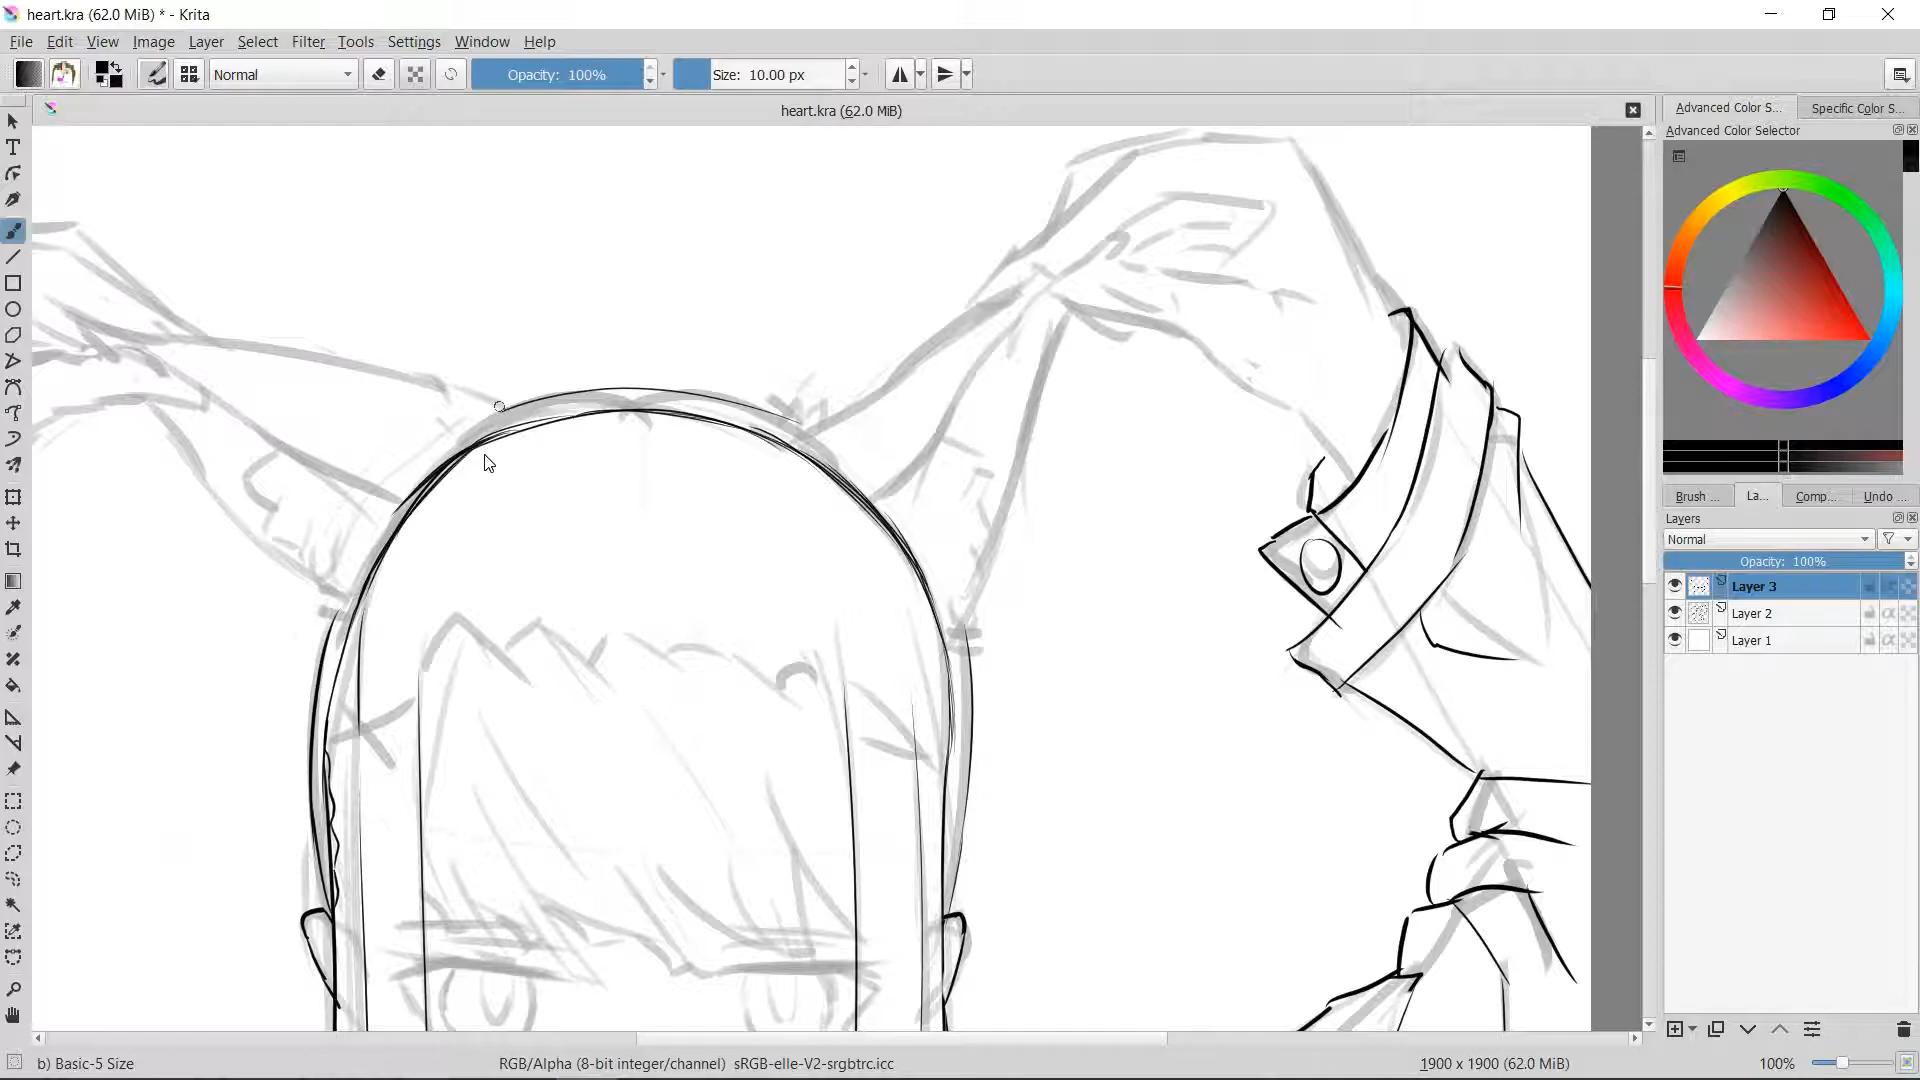 heart.kra (62.0 MiB) * - Krita
File Edit View Image Layer Select Filter Tools Settings Window Help
Normal Opacity: 100% Size: 10.00 px
heart.kra (62.0 MiB)
Advanced Color S... Specific Color S...
Advanced Color Selector
Brush ... La... Comp... Undo ...
Layers
Normal
Opacity: 100%
Layer 3
Layer 2
Layer 1
b) Basic-5 Size RGB/Alpha (8-bit integer/channel) sRGB-elle-V2-srgbtrc.icc 1900 x 1900 (62.0 MiB) 100%